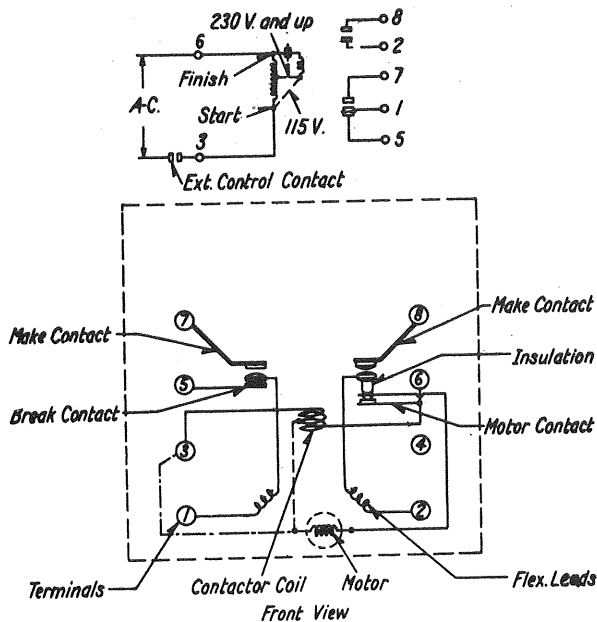 230 V. and up
8
6
2
Finish
7
A-C.
Start
1
115 V.
3
5
Ext. Control Contact
7
8
Make Contact
Make Contact
Insulation
5
6
Break Contact
Motor Contact
3
4
1
2
Terminals
Contactor Coil
Motor
Flex. Leads
Front View